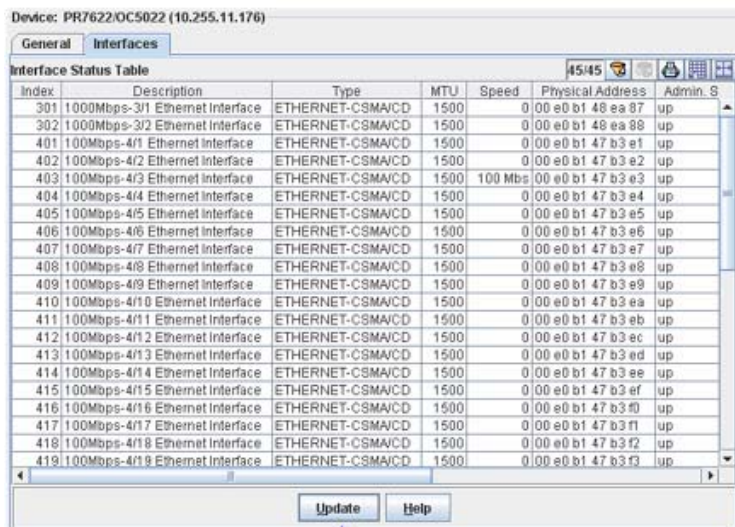 Device: PR7622/OC5022 (10.255.11.176)
General Interfaces
Interface Status Table 45/45
Index Description Type MTU Speed Physical Address Admin. S
301 1000Mbps-3/1 Ethernet Interface ETHERNET-CSMA/CD 1500 0 00 e0 b1 48 ea 87 up
302 1000Mbps-3/2 Ethernet Interface ETHERNET-CSMA/CD 1500 0 00 e0 b1 48 ea 88 up
401 100Mbps-4/1 Ethernet Interface ETHERNET-CSMA/CD 1500 0 00 e0 b1 47 b3 e1 up
402 100Mbps-4/2 Ethernet Interface ETHERNET-CSMA/CD 1500 0 00 e0 b1 47 b3 e2 up
403 100Mbps-4/3 Ethernet Interface ETHERNET-CSMA/CD 1500 100 Mbs 00 e0 b1 47 b3 e3 up
404 100Mbps-4/4 Ethernet Interface ETHERNET-CSMA/CD 1500 0 00 e0 b1 47 b3 e4 up
405 100Mbps-4/5 Ethernet Interface ETHERNET-CSMA/CD 1500 0 00 e0 b1 47 b3 e5 up
406 100Mbps-4/6 Ethernet Interface ETHERNET-CSMA/CD 1500 0 00 e0 b1 47 b3 e6 up
407 100Mbps-4/7 Ethernet Interface ETHERNET-CSMA/CD 1500 0 00 e0 b1 47 b3 e7 up
408 100Mbps-4/8 Ethernet Interface ETHERNET-CSMA/CD 1500 0 00 e0 b1 47 b3 e8 up
409 100Mbps-4/9 Ethernet Interface ETHERNET-CSMA/CD 1500 0 00 e0 b1 47 b3 e9 up
410 100Mbps-4/10 Ethernet Interface ETHERNET-CSMA/CD 1500 0 00 e0 b1 47 b3 ea up
411 100Mbps-4/11 Ethernet Interface ETHERNET-CSMA/CD 1500 0 00 e0 b1 47 b3 eb up
412 100Mbps-4/12 Ethernet Interface ETHERNET-CSMA/CD 1500 0 00 e0 b1 47 b3 ec up
413 100Mbps-4/13 Ethernet Interface ETHERNET-CSMA/CD 1500 0 00 e0 b1 47 b3 ed up
414 100Mbps-4/14 Ethernet Interface ETHERNET-CSMA/CD 1500 0 00 e0 b1 47 b3 ee up
415 100Mbps-4/15 Ethernet Interface ETHERNET-CSMA/CD 1500 0 00 e0 b1 47 b3 ef up
416 100Mbps-4/16 Ethernet Interface ETHERNET-CSMA/CD 1500 0 00 e0 b1 47 b3 f0 up
417 100Mbps-4/17 Ethernet Interface ETHERNET-CSMA/CD 1500 0 00 e0 b1 47 b3 f1 up
418 100Mbps-4/18 Ethernet Interface ETHERNET-CSMA/CD 1500 0 00 e0 b1 47 b3 f2 up
419 100Mbps-4/19 Ethernet Interface ETHERNET-CSMA/CD 1500 0 00 e0 b1 47 b3 f3 up
Update Help